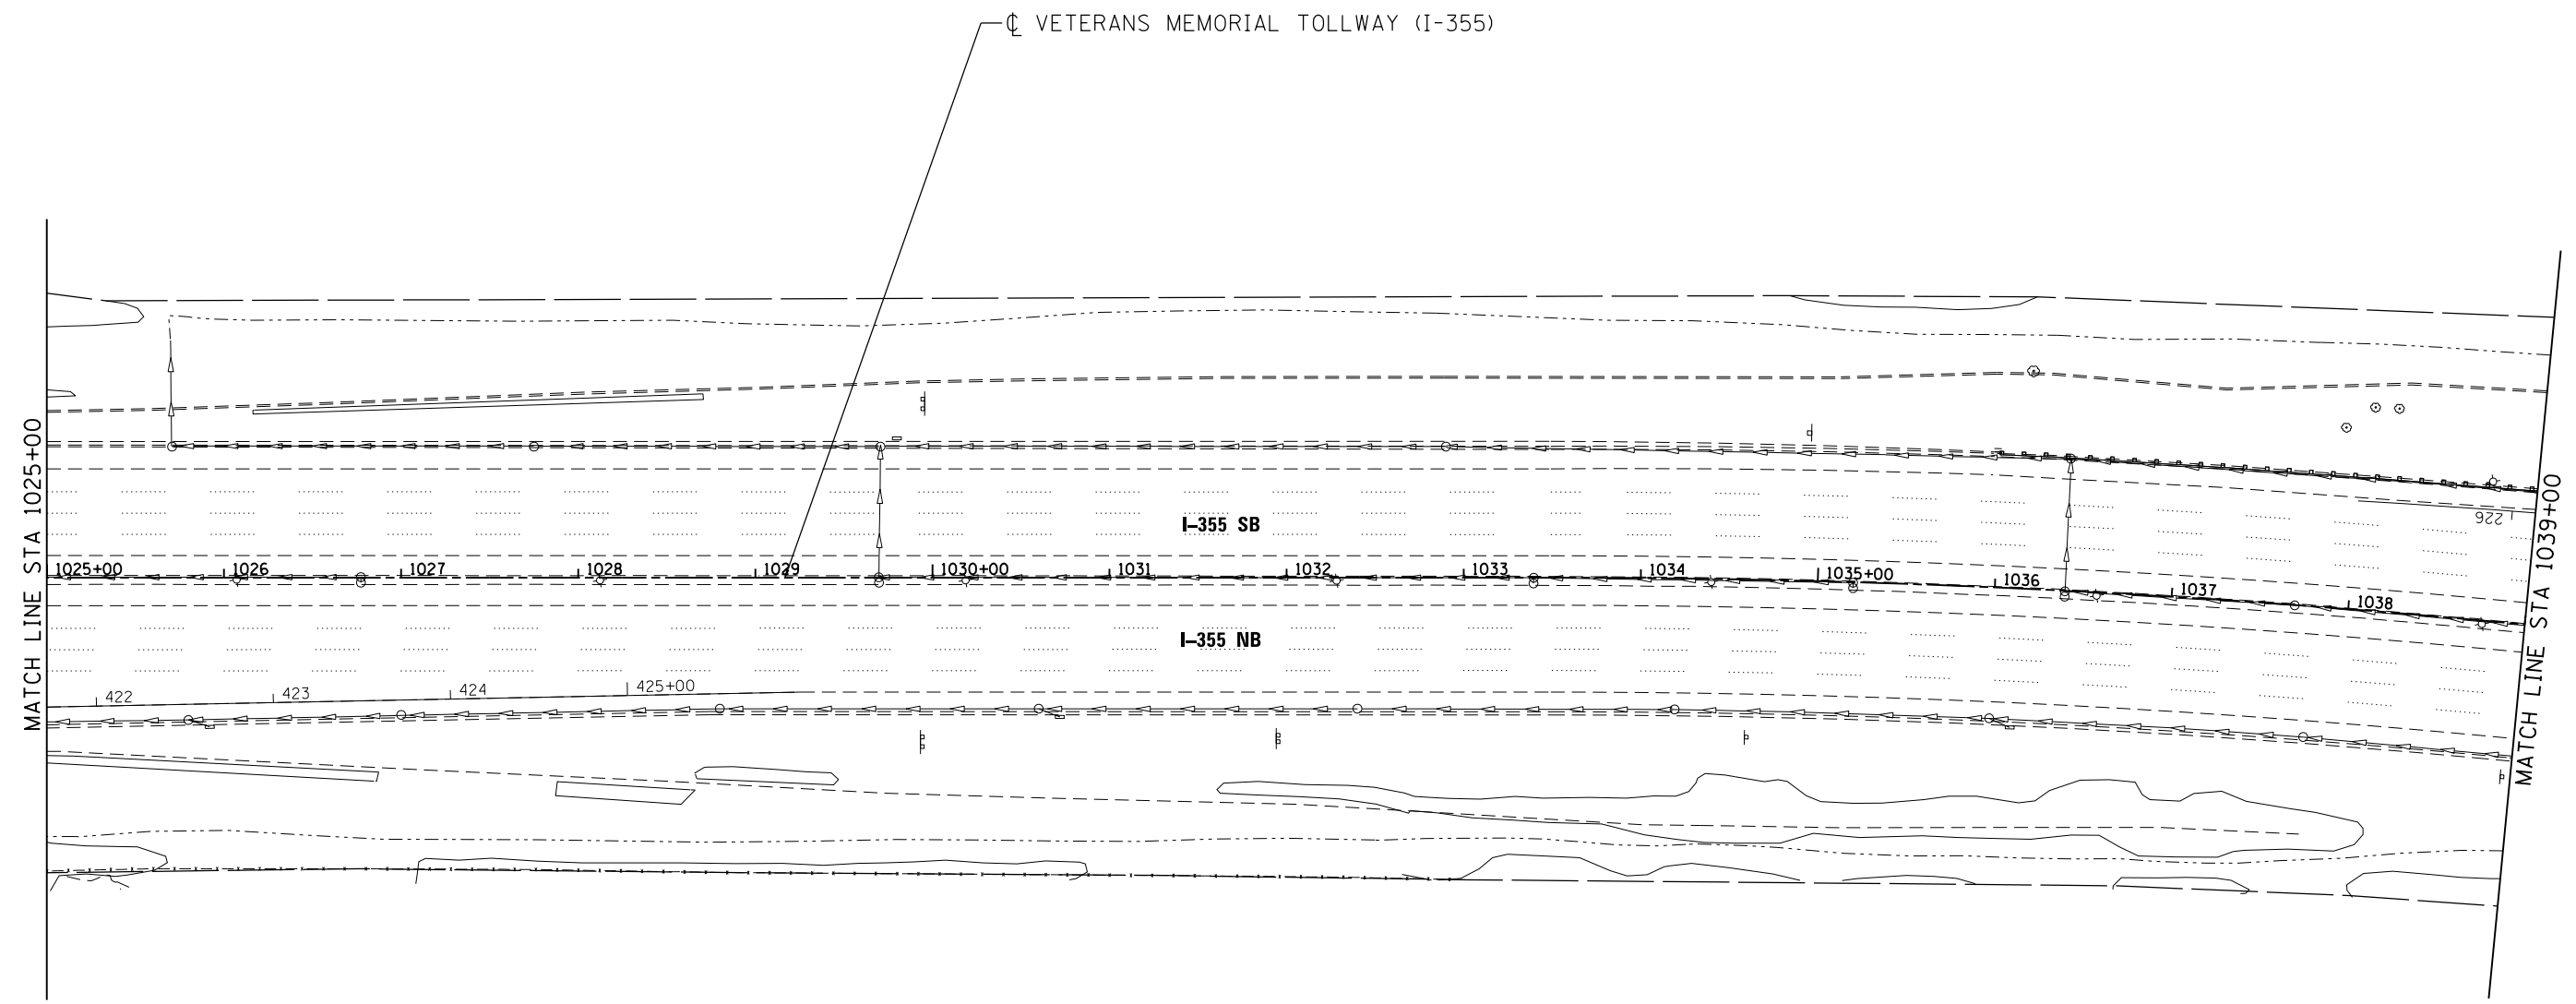 ℄ VETERANS MEMORIAL TOLLWAY (I-355)
MATCH LINE STA 1025+00
MATCH LINE STA 1039+00
226
I-355 SB
1025+00 1026 1027 1028 1029 1030+00 1031 1032 1033 1034 1035+00 1036 1037 1038
I-355 NB
422 423 424 425+00